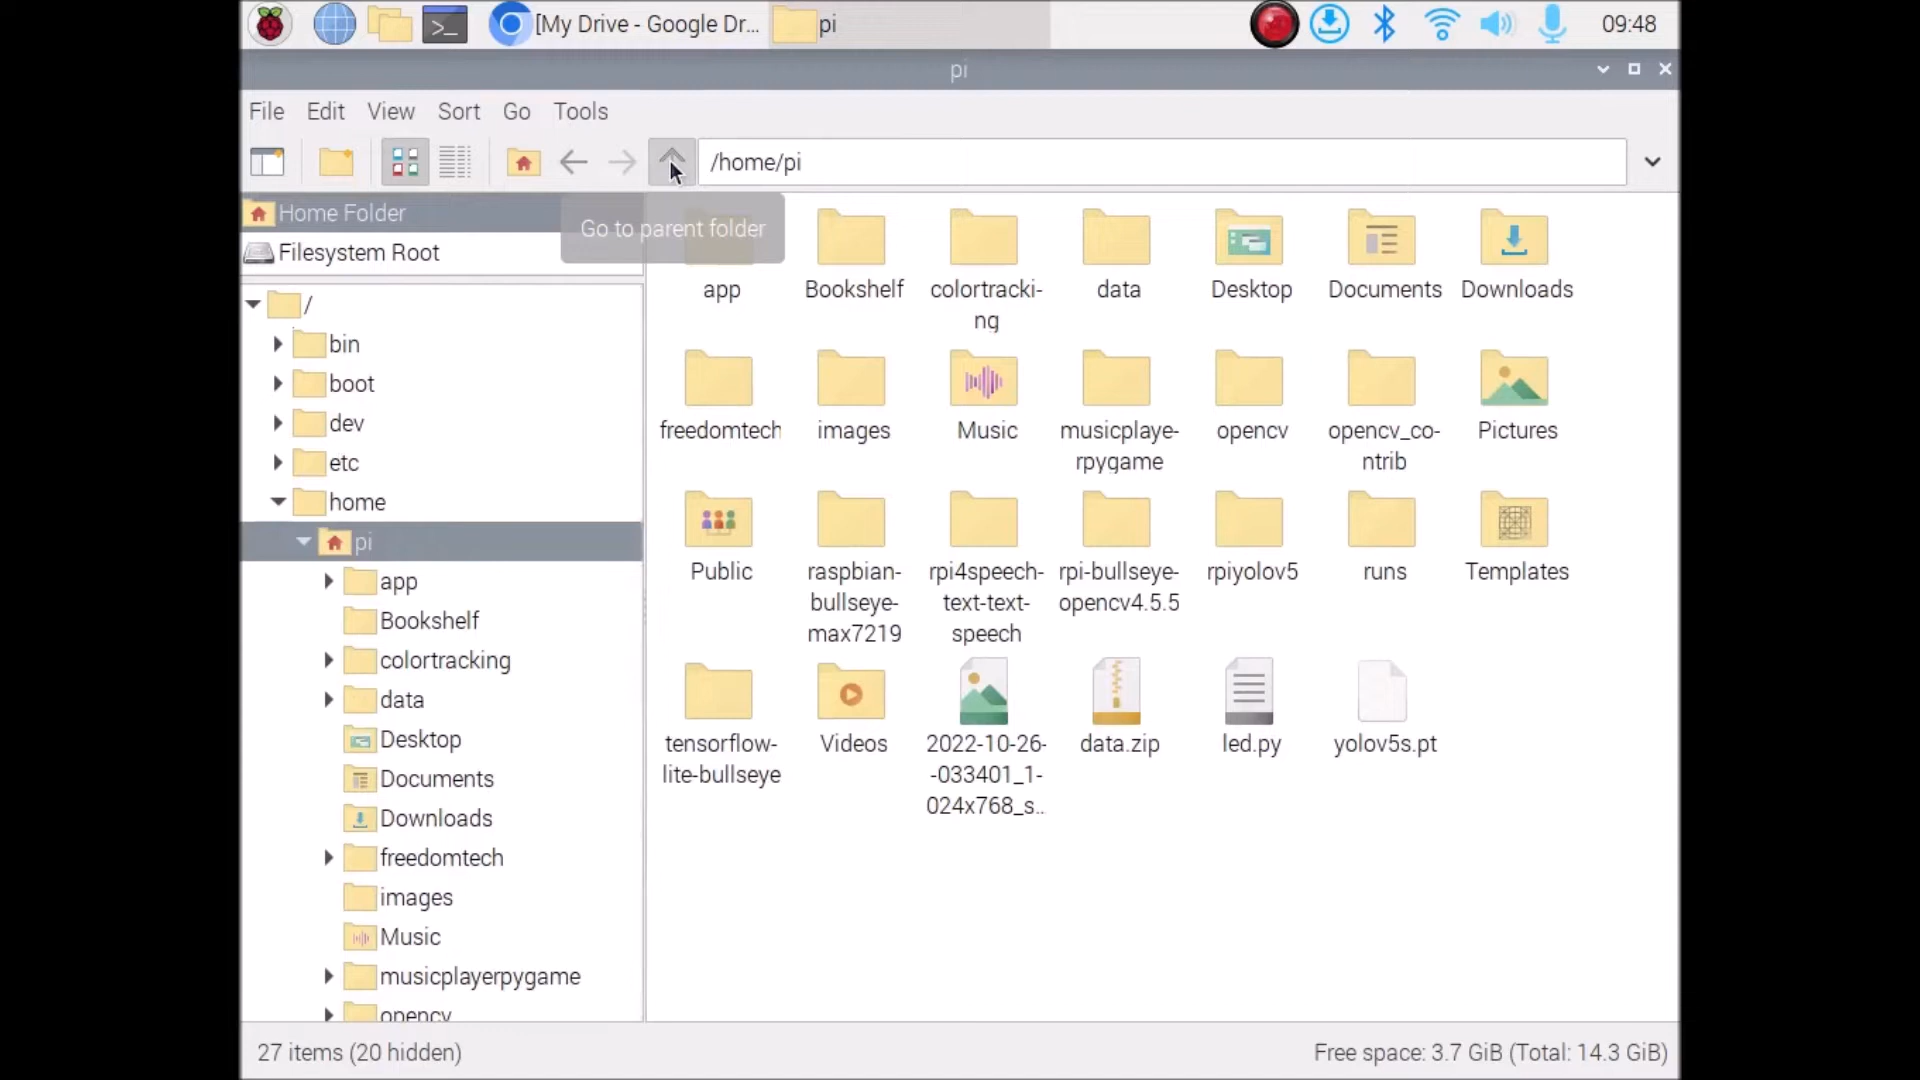 [My Drive - Google Dr...
pi
09:48
pi
File Edit View Sort Go Tools
/home/pi
Home Folder
Filesystem Root
Go to parent folder
/
bin
boot
dev
etc
home
pi
app
Bookshelf
colortracking
data
Desktop
Documents
Downloads
freedomtech
images
Music
musicplayerpygame
opencv
app
Bookshelf
colortracki-
ng
data
Desktop
Documents
Downloads
freedomtech
images
Music
musicplaye-
rpygame
opencv
opencv_co-
ntrib
Pictures
Public
raspbian-
bullseye-
max7219
rpi4speech-
text-text-
speech
rpi-bullseye-
opencv4.5.5
rpiyolov5
runs
Templates
tensorflow-
lite-bullseye
Videos
2022-10-26-
-033401_1-
024x768_s..
data.zip
led.py
yolov5s.pt
27 items (20 hidden)
Free space: 3.7 GiB (Total: 14.3 GiB)